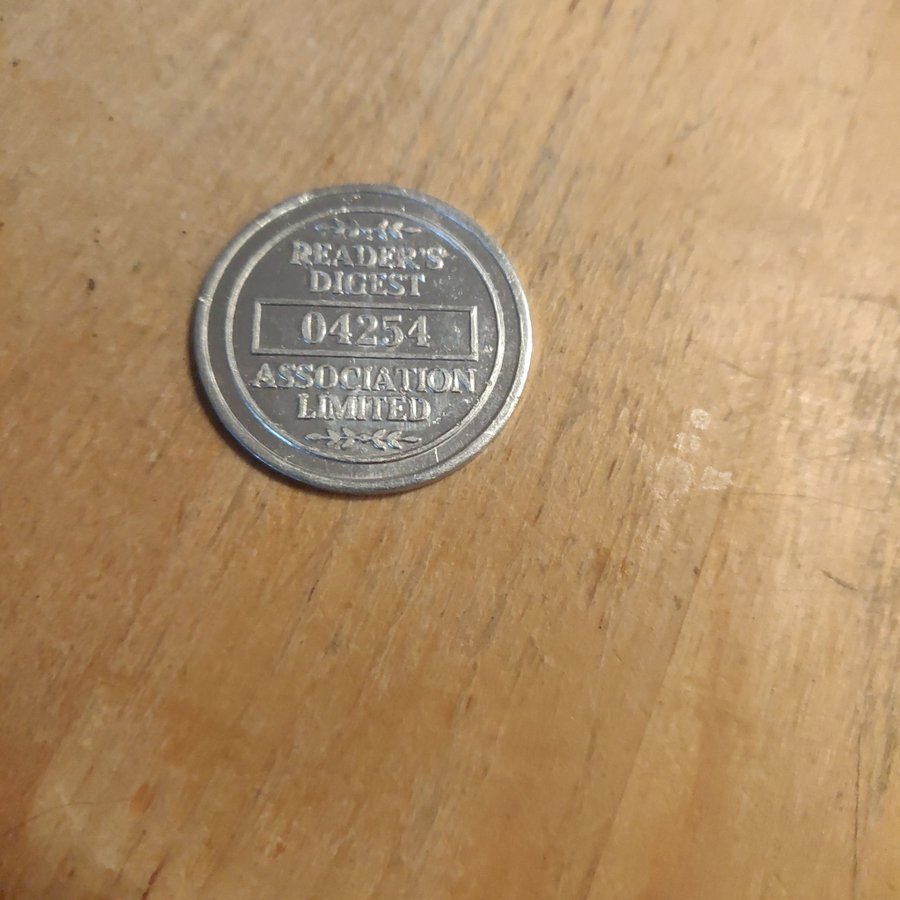 READER'S
DIGEST
04254
ASSOCIATION
LIMITED